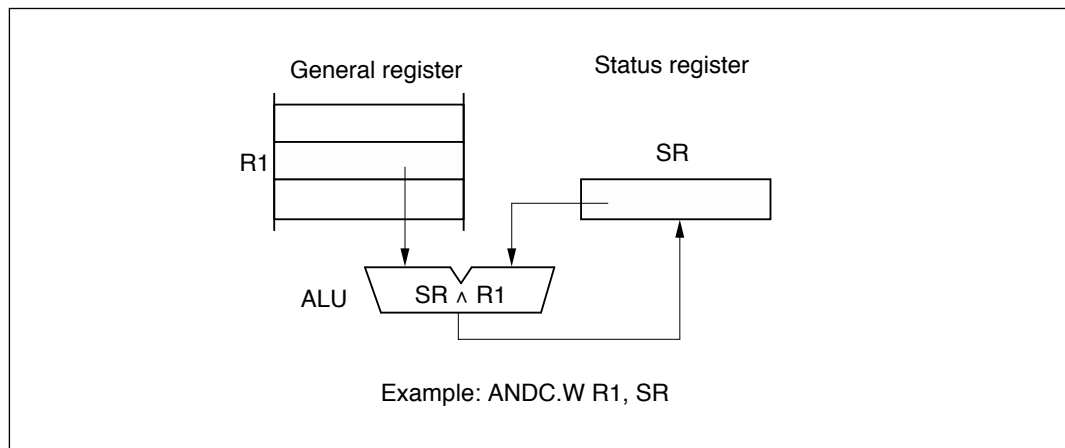 General register
Status register
R1
SR
ALU
SR ∧ R1
Example: ANDC.W R1, SR